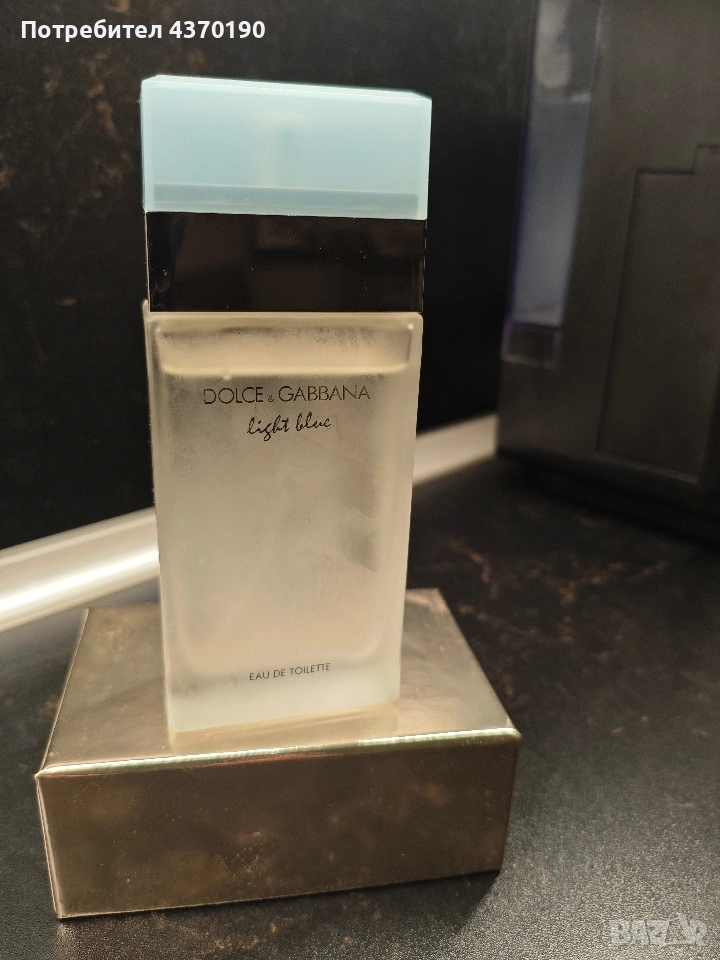 Потребител 4370190
DOLCE & GABBANA
light blue
EAU DE TOILETTE
BAZAR